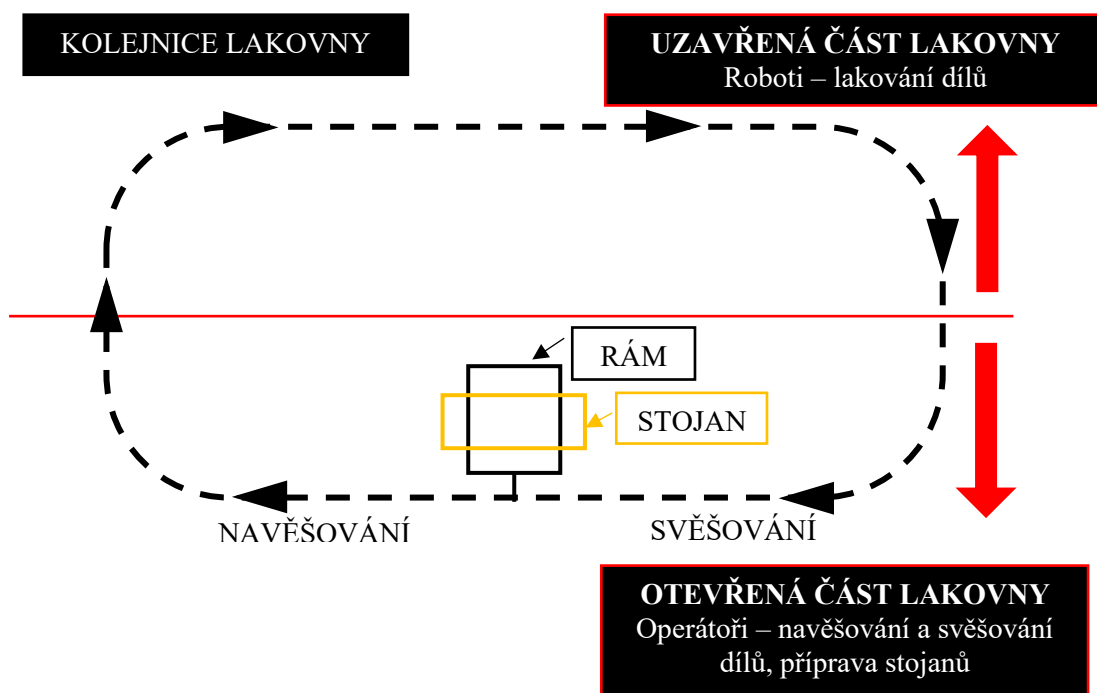 KOLEJNICE LAKOVNY
UZAVŘENÁ ČÁST LAKOVNY
Roboti – lakování dílů
RÁM
STOJAN
NAVĚŠOVÁNÍ
SVĚŠOVÁNÍ
OTEVŘENÁ ČÁST LAKOVNY
Operátoři – navěšování a svěšování
dílů, příprava stojanů